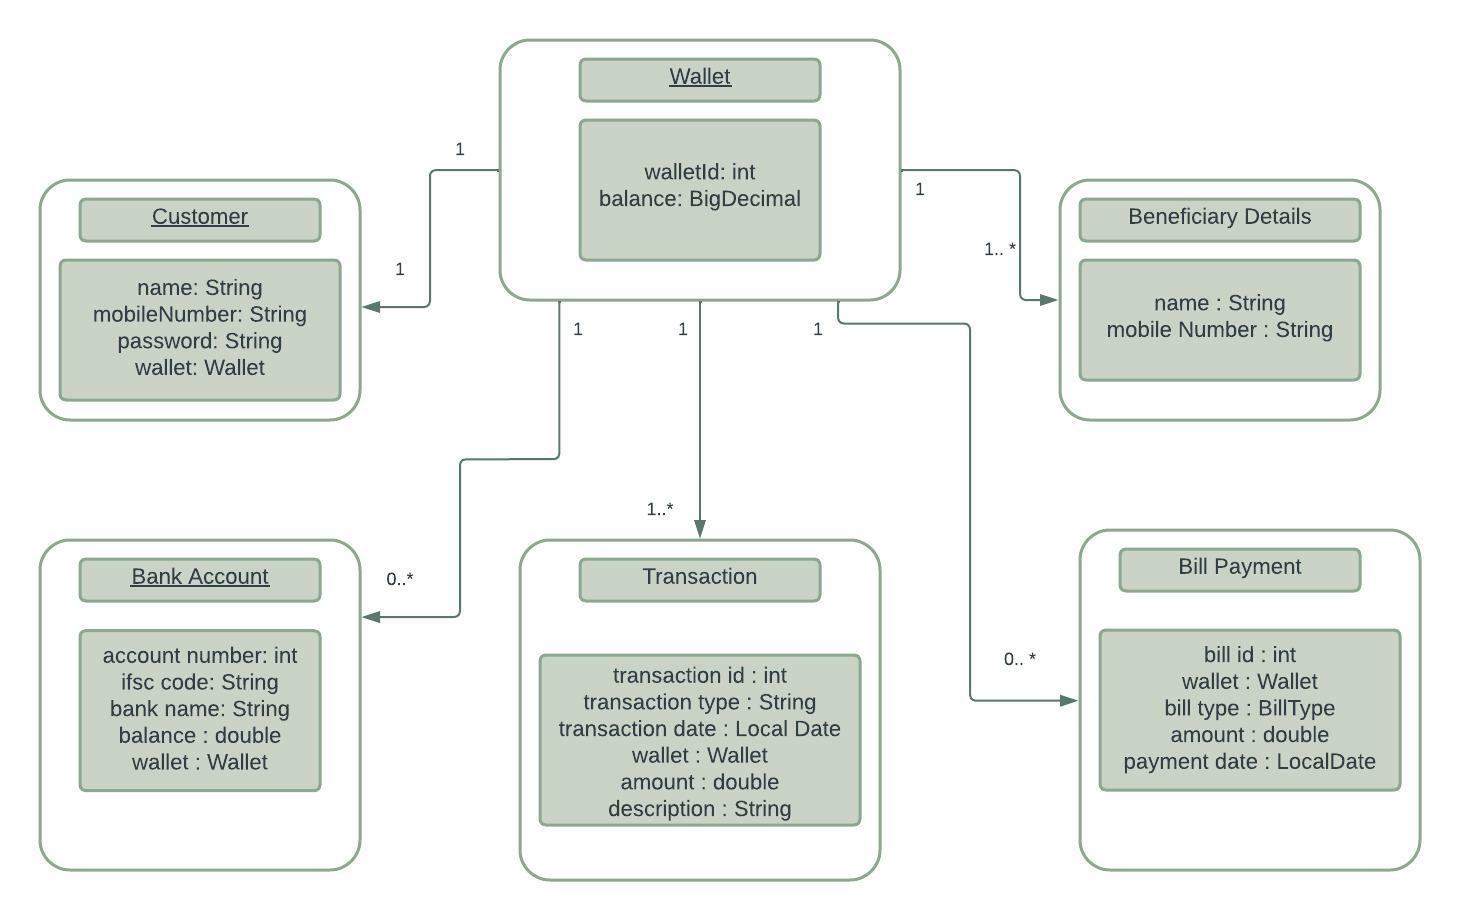 Wallet
walletId: int
balance: BigDecimal
1
1
Customer
name: String
mobileNumber: String
password: String
wallet: Wallet
1
1.. *
Beneficiary Details
name : String
mobile Number : String
1
1
1
0..*
Bank Account
account number: int
ifsc code: String
bank name: String
balance : double
wallet : Wallet
1..*
Transaction
transaction id : int
transaction type : String
transaction date : Local Date
wallet : Wallet
amount : double
description : String
0.. *
Bill Payment
bill id : int
wallet : Wallet
bill type : BillType
amount : double
payment date : LocalDate